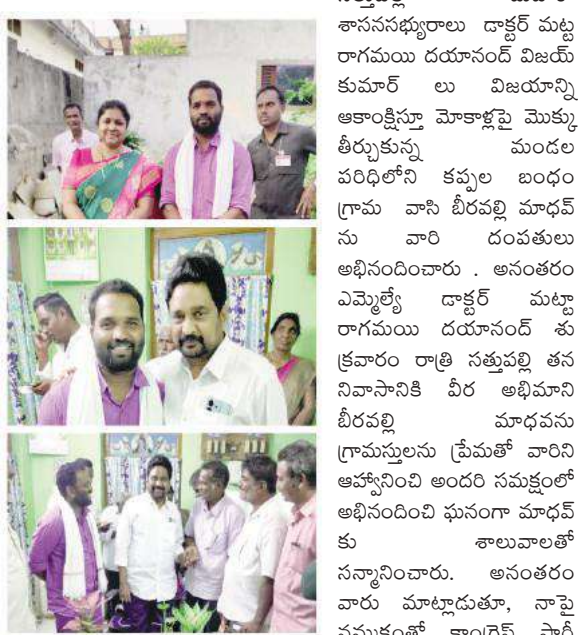 శాసనసభ్యురాలు డాక్టర్ మట్ట
రాగమయి దయానంద్ విజయ్
కుమార్ లు విజయాన్ని
ఆకాంక్షిస్తూ మోకాళ్లపై మొక్కు
తీర్చుకున్న మండల
పరిధిలోని కప్పల బంధం
గ్రామ వాసి బీరవల్లి మాధవ్
ను వారి దంపతులు
అభినందించారు . అనంతరం
ఎమ్మెల్యే డాక్టర్ మట్టా
రాగమయి దయానంద్ శు
క్రవారం రాత్రి సత్తుపల్లి తన
నివాసానికి వీర అభిమాని
బీరవల్లి మాధవను
గ్రామస్తులను ప్రేమతో వారిని
ఆహ్వానించి అందరి సమక్షంలో
అభినందించి ఘనంగా మాధవ్
కు శాలువాలతో
సన్మానించారు. అనంతరం
వారు మాట్లాడుతూ, నాపై